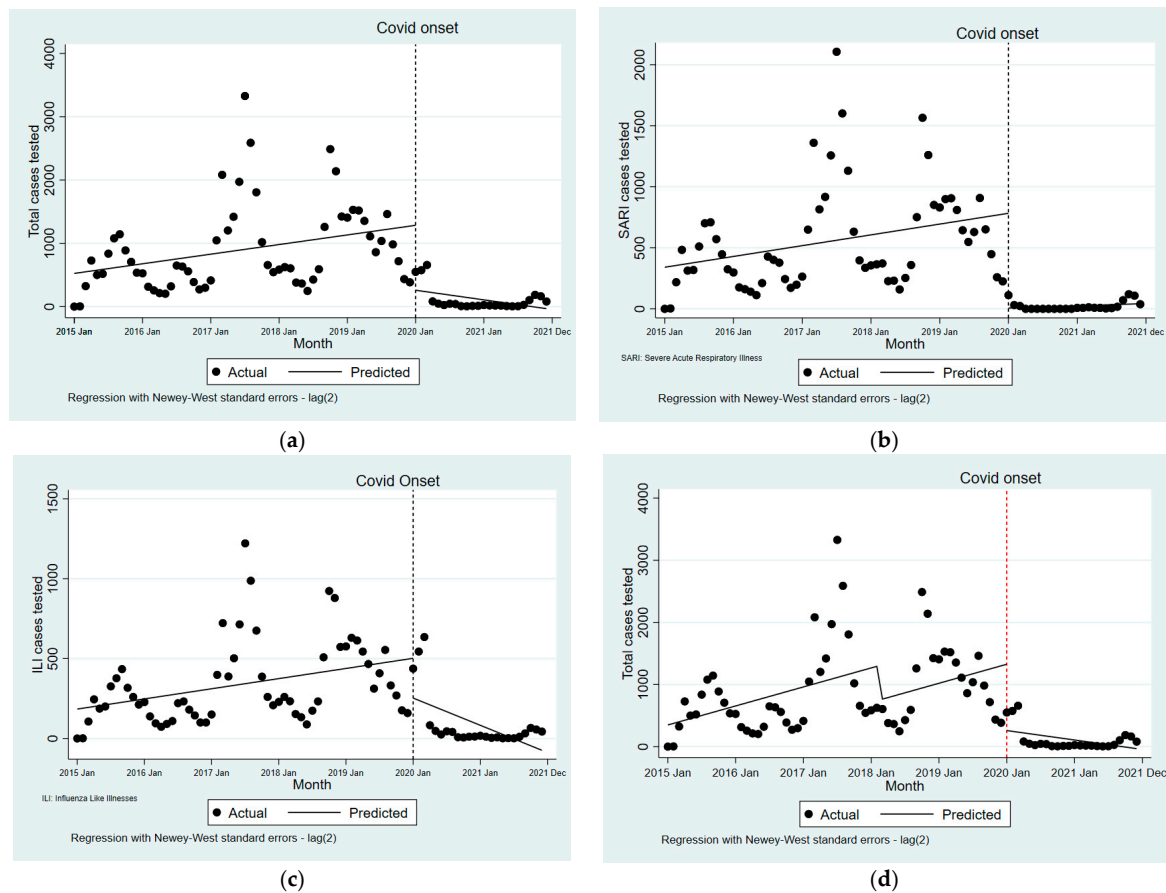 Covid onset
Total cases tested
4000
3000
2000
1000
0
2015 Jan 2016 Jan 2017 Jan 2018 Jan 2019 Jan 2020 Jan 2021 Jan 2021 Dec
Month
Actual Predicted
Regression with Newey-West standard errors - lag(2)
(a)
Covid onset
SARI cases tested
2000
1500
1000
500
0
2015 Jan 2016 Jan 2017 Jan 2018 Jan 2019 Jan 2020 Jan 2021 Jan 2021 dec
Month
SARI: Severe Acute Respiratory Illness
Actual Predicted
Regression with Newey-West standard errors - lag(2)
(b)
Covid Onset
ILI cases tested
1500
1000
500
0
2015 Jan 2016 Jan 2017 Jan 2018 Jan 2019 Jan 2020 Jan 2021 Jan 2021 Dec
Month
ILI: Influenza Like Illnesses
Actual Predicted
Regression with Newey-West standard errors - lag(2)
(c)
Covid onset
Total cases tested
4000
3000
2000
1000
0
2015 Jan 2016 Jan 2017 Jan 2018 Jan 2019 Jan 2020 Jan 2021 Jan 2021 Dec
Month
Actual Predicted
Regression with Newey-West standard errors - lag(2)
(d)